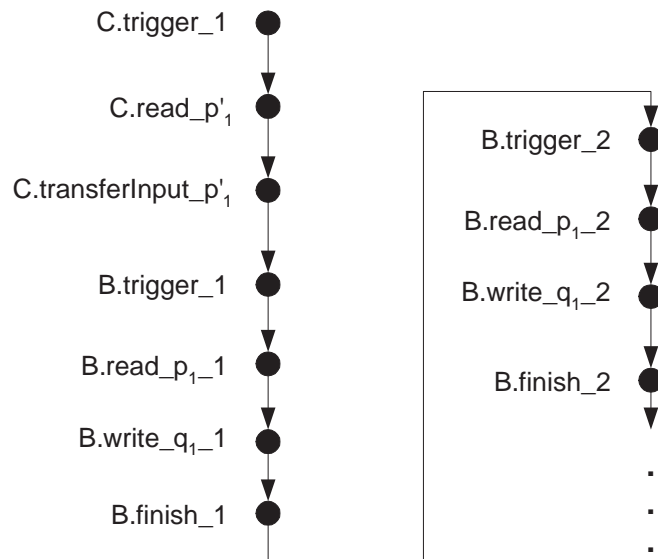 C.trigger_1
C.read_p'₁
C.transferInput_p'₁
B.trigger_1
B.read_p₁_1
B.write_q₁_1
B.finish_1
B.trigger_2
B.read_p₁_2
B.write_q₁_2
B.finish_2
.
.
.